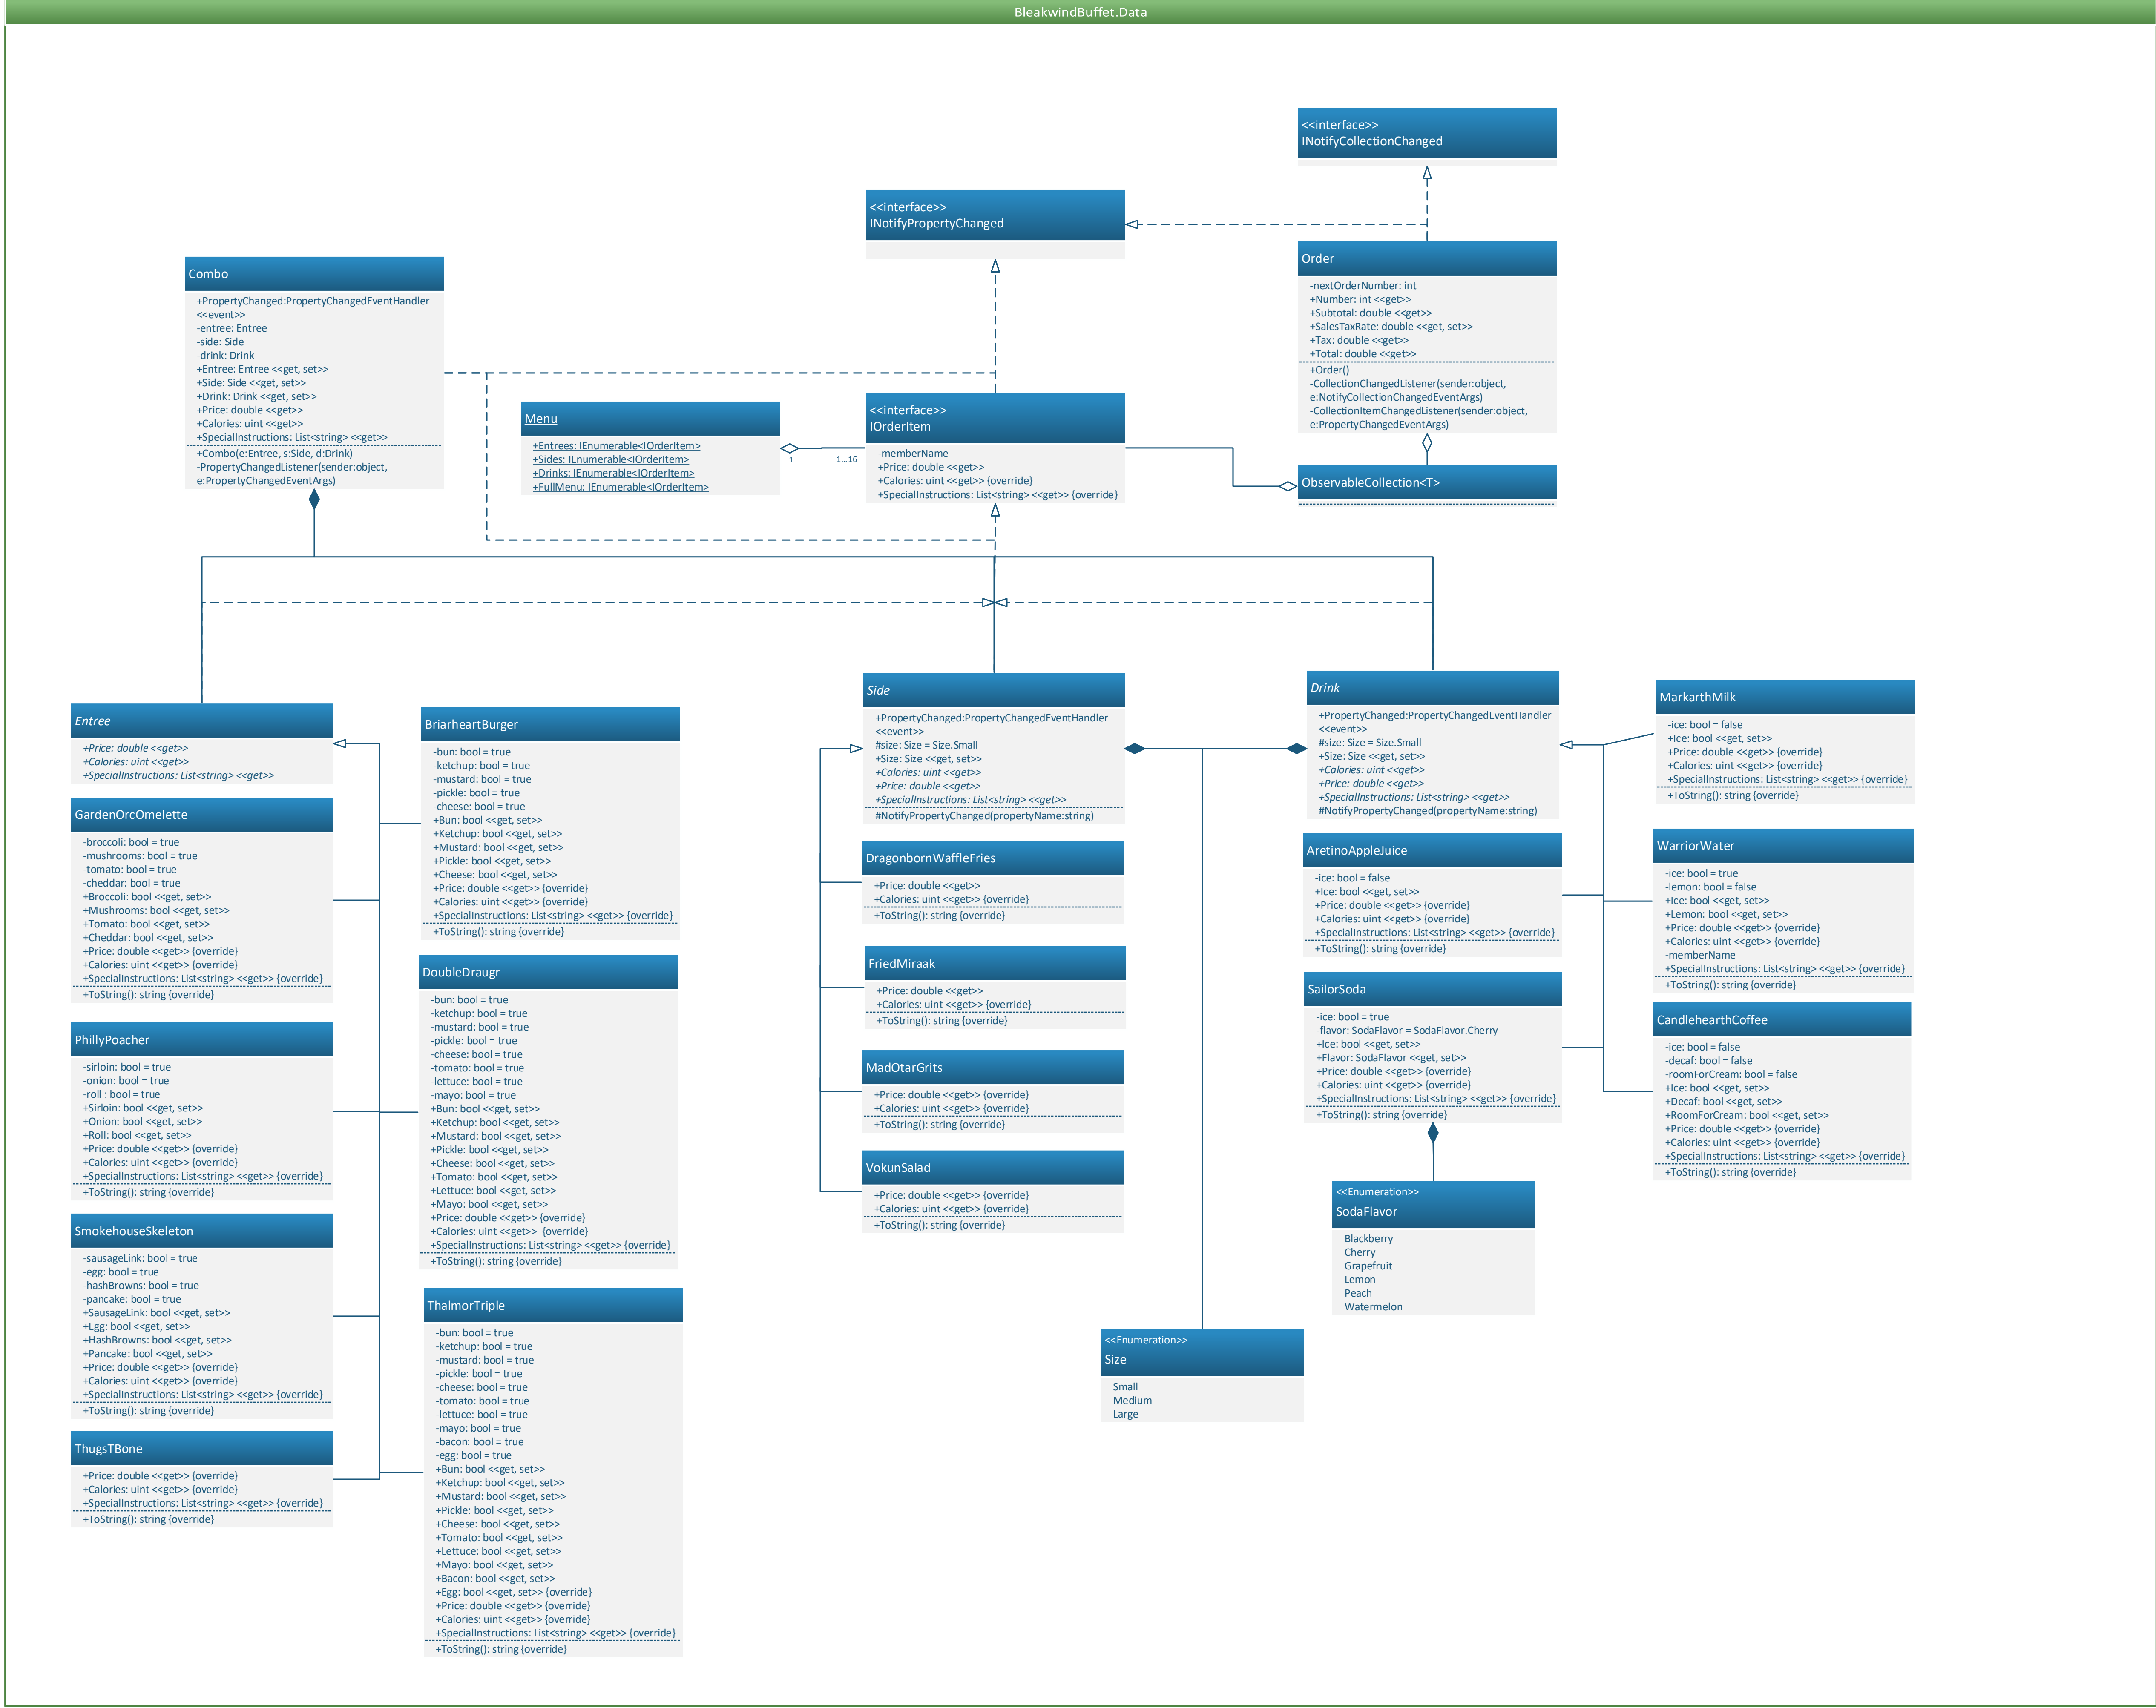 BleakwindBuffet.Data
<<interface>>
INotifyCollectionChanged
<<interface>>
INotifyPropertyChanged
Combo
+PropertyChanged:PropertyChangedEventHandler
<<event>>
-entree: Entree
-side: Side
-drink: Drink
+Entree: Entree <<get, set>>
+Side: Side <<get, set>>
+Drink: Drink <<get, set>>
+Price: double <<get>>
+Calories: uint <<get>>
+SpecialInstructions: List<string> <<get>>
+Combo(e:Entree, s:Side, d:Drink)
-PropertyChangedListener(sender:object,
e:PropertyChangedEventArgs)
Order
-nextOrderNumber: int
+Number: int <<get>>
+Subtotal: double <<get>>
+SalesTaxRate: double <<get, set>>
+Tax: double <<get>>
+Total: double <<get>>
+Order()
-CollectionChangedListener(sender:object,
e:NotifyCollectionChangedEventArgs)
-CollectionItemChangedListener(sender:object,
e:PropertyChangedEventArgs)
Menu
+Entrees: IEnumerable<IOrderItem>
+Sides: IEnumerable<IOrderItem>
+Drinks: IEnumerable<IOrderItem>
+FullMenu: IEnumerable<IOrderItem>
1
1...16
<<interface>>
IOrderItem
-memberName
+Price: double <<get>>
+Calories: uint <<get>> {override}
+SpecialInstructions: List<string> <<get>> {override}
ObservableCollection<T>
Entree
+Price: double <<get>>
+Calories: uint <<get>>
+SpecialInstructions: List<string> <<get>>
GardenOrcOmelette
-broccoli: bool = true
-mushrooms: bool = true
-tomato: bool = true
-cheddar: bool = true
+Broccoli: bool <<get, set>>
+Mushrooms: bool <<get, set>>
+Tomato: bool <<get, set>>
+Cheddar: bool <<get, set>>
+Price: double <<get>> {override}
+Calories: uint <<get>> {override}
+SpecialInstructions: List<string> <<get>> {override}
+ToString(): string {override}
PhillyPoacher
-sirloin: bool = true
-onion: bool = true
-roll : bool = true
+Sirloin: bool <<get, set>>
+Onion: bool <<get, set>>
+Roll: bool <<get, set>>
+Price: double <<get>> {override}
+Calories: uint <<get>> {override}
+SpecialInstructions: List<string> <<get>> {override}
+ToString(): string {override}
SmokehouseSkeleton
-sausageLink: bool = true
-egg: bool = true
-hashBrowns: bool = true
-pancake: bool = true
+SausageLink: bool <<get, set>>
+Egg: bool <<get, set>>
+HashBrowns: bool <<get, set>>
+Pancake: bool <<get, set>>
+Price: double <<get>> {override}
+Calories: uint <<get>> {override}
+SpecialInstructions: List<string> <<get>> {override}
+ToString(): string {override}
ThugsTBone
+Price: double <<get>> {override}
+Calories: uint <<get>> {override}
+SpecialInstructions: List<string> <<get>> {override}
+ToString(): string {override}
BriarheartBurger
-bun: bool = true
-ketchup: bool = true
-mustard: bool = true
-pickle: bool = true
-cheese: bool = true
+Bun: bool <<get, set>>
+Ketchup: bool <<get, set>>
+Mustard: bool <<get, set>>
+Pickle: bool <<get, set>>
+Cheese: bool <<get, set>>
+Price: double <<get>> {override}
+Calories: uint <<get>> {override}
+SpecialInstructions: List<string> <<get>> {override}
+ToString(): string {override}
DoubleDraugr
-bun: bool = true
-ketchup: bool = true
-mustard: bool = true
-pickle: bool = true
-cheese: bool = true
-tomato: bool = true
-lettuce: bool = true
-mayo: bool = true
+Bun: bool <<get, set>>
+Ketchup: bool <<get, set>>
+Mustard: bool <<get, set>>
+Pickle: bool <<get, set>>
+Cheese: bool <<get, set>>
+Tomato: bool <<get, set>>
+Lettuce: bool <<get, set>>
+Mayo: bool <<get, set>>
+Price: double <<get>> {override}
+Calories: uint <<get>> {override}
+SpecialInstructions: List<string> <<get>> {override}
+ToString(): string {override}
ThalmorTriple
-bun: bool = true
-ketchup: bool = true
-mustard: bool = true
-pickle: bool = true
-cheese: bool = true
-tomato: bool = true
-lettuce: bool = true
-mayo: bool = true
-bacon: bool = true
-egg: bool = true
+Bun: bool <<get, set>>
+Ketchup: bool <<get, set>>
+Mustard: bool <<get, set>>
+Pickle: bool <<get, set>>
+Cheese: bool <<get, set>>
+Tomato: bool <<get, set>>
+Lettuce: bool <<get, set>>
+Mayo: bool <<get, set>>
+Bacon: bool <<get, set>>
+Egg: bool <<get, set>> {override}
+Price: double <<get>> {override}
+Calories: uint <<get>> {override}
+SpecialInstructions: List<string> <<get>> {override}
+ToString(): string {override}
Side
+PropertyChanged:PropertyChangedEventHandler
<<event>>
#size: Size = Size.Small
+Size: Size <<get, set>>
+Calories: uint <<get>>
+Price: double <<get>>
+SpecialInstructions: List<string> <<get>>
#NotifyPropertyChanged(propertyName:string)
DragonbornWaffleFries
+Price: double <<get>>
+Calories: uint <<get>> {override}
+ToString(): string {override}
FriedMiraak
+Price: double <<get>>
+Calories: uint <<get>> {override}
+ToString(): string {override}
MadOtarGrits
+Price: double <<get>> {override}
+Calories: uint <<get>> {override}
+ToString(): string {override}
VokunSalad
+Price: double <<get>> {override}
+Calories: uint <<get>> {override}
+ToString(): string {override}
Drink
+PropertyChanged:PropertyChangedEventHandler
<<event>>
#size: Size = Size.Small
+Size: Size <<get, set>>
+Calories: uint <<get>>
+Price: double <<get>>
+SpecialInstructions: List<string> <<get>>
#NotifyPropertyChanged(propertyName:string)
AretinoAppleJuice
-ice: bool = false
+Ice: bool <<get, set>>
+Price: double <<get>> {override}
+Calories: uint <<get>> {override}
+SpecialInstructions: List<string> <<get>> {override}
+ToString(): string {override}
SailorSoda
-ice: bool = true
-flavor: SodaFlavor = SodaFlavor.Cherry
+Ice: bool <<get, set>>
+Flavor: SodaFlavor <<get, set>>
+Price: double <<get>> {override}
+Calories: uint <<get>> {override}
+SpecialInstructions: List<string> <<get>> {override}
+ToString(): string {override}
<<Enumeration>>
SodaFlavor
Blackberry
Cherry
Grapefruit
Lemon
Peach
Watermelon
<<Enumeration>>
Size
Small
Medium
Large
MarkarthMilk
-ice: bool = false
+Ice: bool <<get, set>>
+Price: double <<get>> {override}
+Calories: uint <<get>> {override}
+SpecialInstructions: List<string> <<get>> {override}
+ToString(): string {override}
WarriorWater
-ice: bool = true
-lemon: bool = false
+Ice: bool <<get, set>>
+Lemon: bool <<get, set>>
+Price: double <<get>> {override}
+Calories: uint <<get>> {override}
-memberName
+SpecialInstructions: List<string> <<get>> {override}
+ToString(): string {override}
CandlehearthCoffee
-ice: bool = false
-decaf: bool = false
-roomForCream: bool = false
+Ice: bool <<get, set>>
+Decaf: bool <<get, set>>
+RoomForCream: bool <<get, set>>
+Price: double <<get>> {override}
+Calories: uint <<get>> {override}
+SpecialInstructions: List<string> <<get>> {override}
+ToString(): string {override}